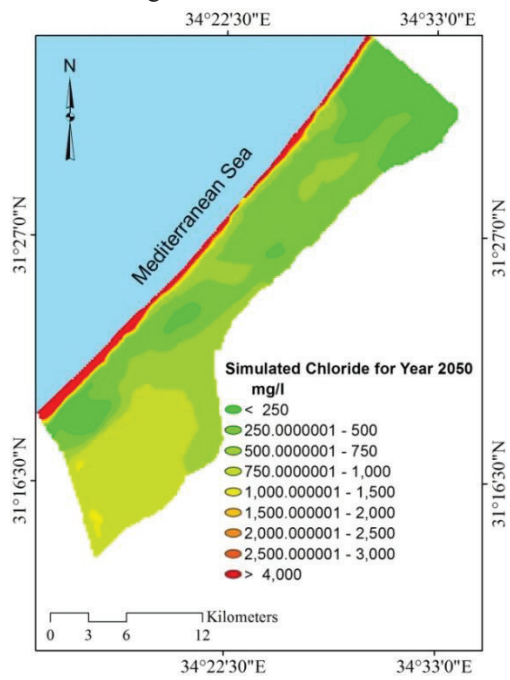 34°22'30"E 34°33'0"E
N
Mediterranean Sea
31°27'0"N 31°27'0"N
Simulated Chloride for Year 2050
mg/l
< 250
250.0000001 - 500
500.0000001 - 750
750.0000001 - 1,000
1,000.000001 - 1,500
1,500.000001 - 2,000
2,000.000001 - 2,500
2,500.000001 - 3,000
> 4,000
31°16'30"N 31°16'30"N
Kilometers
0 3 6 12
34°22'30"E 34°33'0"E